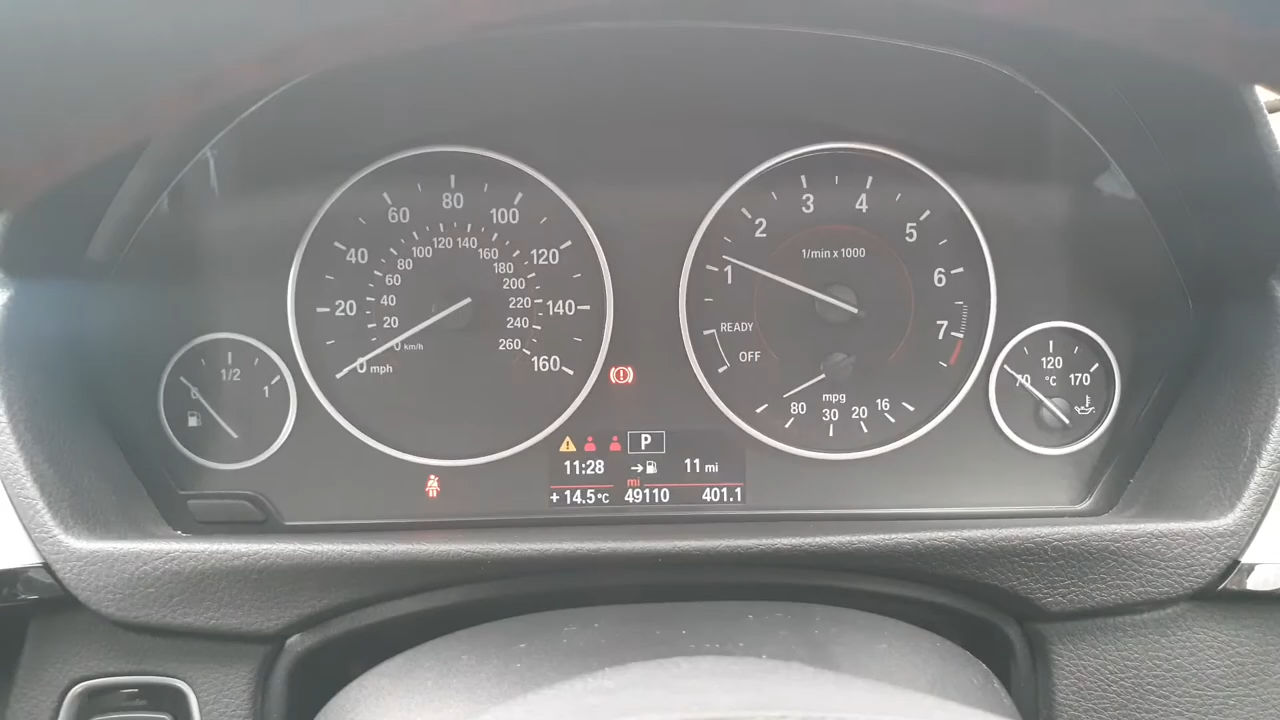 20 40 60 80 100 120 140 160
0 mph
20 40 60 80 100 120 140 160 180 200 220 240 260
0 km/h
0 1/2 1
1 2 3 4 5 6 7
1/min x 1000
READY
OFF
mpg
80 30 20 16
70 120 170
°C
P
11:28 11 mi
mi
+ 14.5°C 49110 401.1